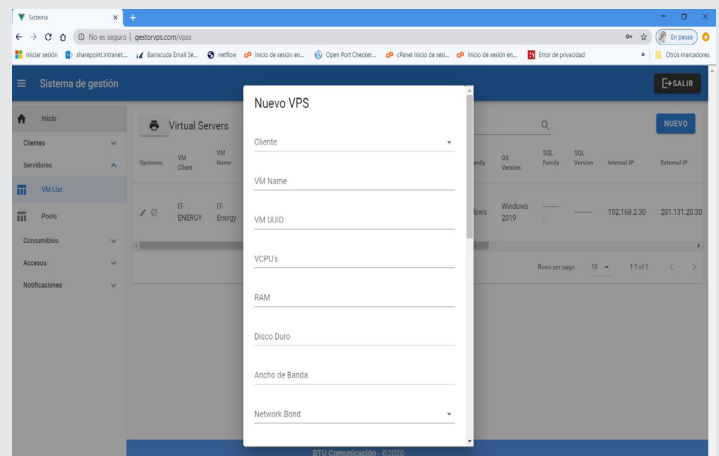 Sistema
No es seguro | gestorvps.com/vpss
En pausa
Iniciar sesión
sharepoint.intranet...
Barracuda Email Se...
netflow
Inicio de sesión en...
Open Port Checker...
cPanel Inicio de sesi...
Inicio de sesión en...
Error de privacidad
Otros marcadores
Sistema de gestión
SALIR
Inicio
Clientes
Servidores
VM List
Pools
Consumibles
Accesos
Notificaciones
Virtual Servers
NUEVO
Opciones
VM Client
VM Name
OS Version
SQL Family
SQL Version
Internal IP
External IP
IT-ENERGY
IT-Energy
Windows 2019
192.168.2.30
201.131.20.30
Rows per page: 10
1-1 of 1
Nuevo VPS
Cliente
VM Name
VM UUID
VCPU's
RAM
Disco Duro
Ancho de Banda
Network Bond
BTU Comunicación - ©2020